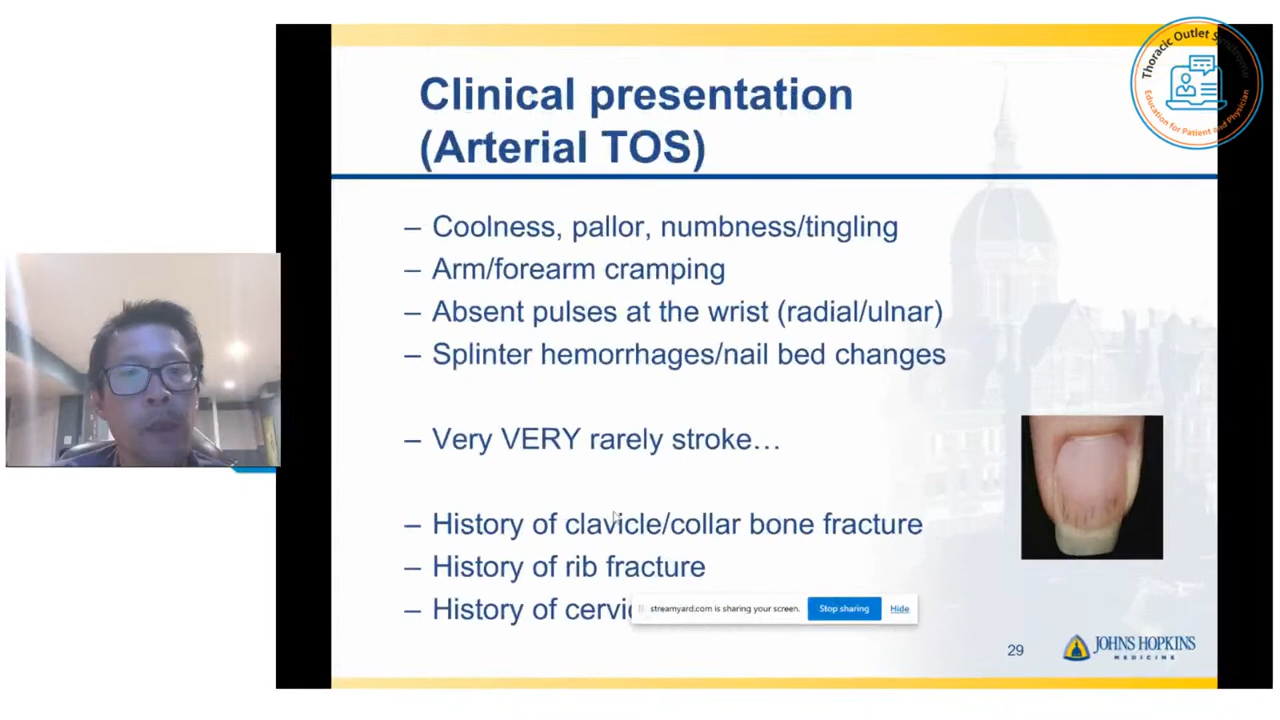 Clinical presentation
(Arterial TOS)
– Coolness, pallor, numbness/tingling
– Arm/forearm cramping
– Absent pulses at the wrist (radial/ulnar)
– Splinter hemorrhages/nail bed changes
– Very VERY rarely stroke…
– History of clavicle/collar bone fracture
– History of rib fracture
– History of
streamyard.com is sharing your screen.
Stop sharing
Hide
29
JOHNS HOPKINS
MEDICINE
Thoracic Outlet Syndrome
Education for Patient and Physician